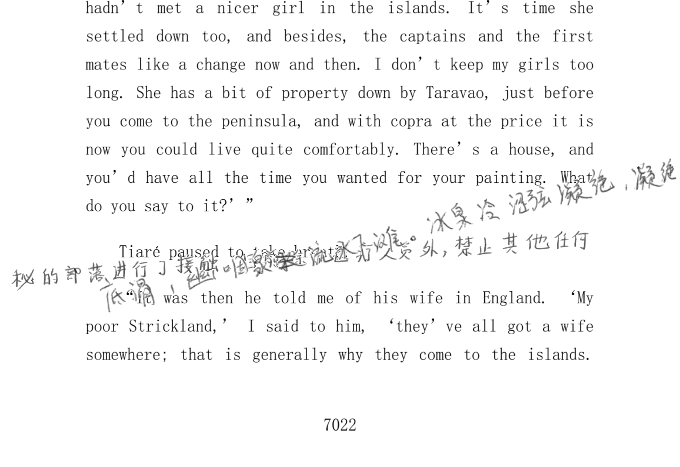 hadn’t met a nicer girl in the islands. It’s time she
settled down too, and besides, the captains and the first
mates like a change now and then. I don’t keep my girls too
long. She has a bit of property down by Taravao, just before
you come to the peninsula, and with copra at the price it is
now you could live quite comfortably. There’s a house, and
you’d have all the time you wanted for your painting. What
do you say to it?’”
Tiaré paused to take breath.
秘的部落进行了接触 人员外，禁止其他任何
底滑，幽咽泉流冰下难。冰泉冷涩弦凝绝，凝绝
“It was then he told me of his wife in England. ‘My
poor Strickland,’ I said to him, ‘they’ve all got a wife
somewhere; that is generally why they come to the islands.
7022